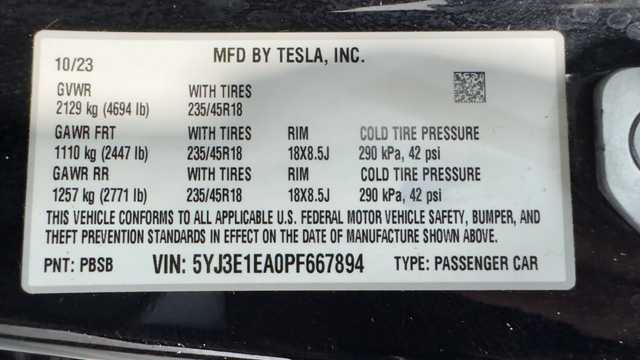 10/23 MFD BY TESLA, INC.
GVWR WITH TIRES
2129 kg (4694 lb) 235/45R18
GAWR FRT WITH TIRES RIM COLD TIRE PRESSURE
1110 kg (2447 lb) 235/45R18 18X8.5J 290 kPa, 42 psi
GAWR RR WITH TIRES RIM COLD TIRE PRESSURE
1257 kg (2771 lb) 235/45R18 18X8.5J 290 kPa, 42 psi
THIS VEHICLE CONFORMS TO ALL APPLICABLE U.S. FEDERAL MOTOR VEHICLE SAFETY, BUMPER, AND
THEFT PREVENTION STANDARDS IN EFFECT ON THE DATE OF MANUFACTURE SHOWN ABOVE.
PNT: PBSB VIN: 5YJ3E1EA0PF667894 TYPE: PASSENGER CAR